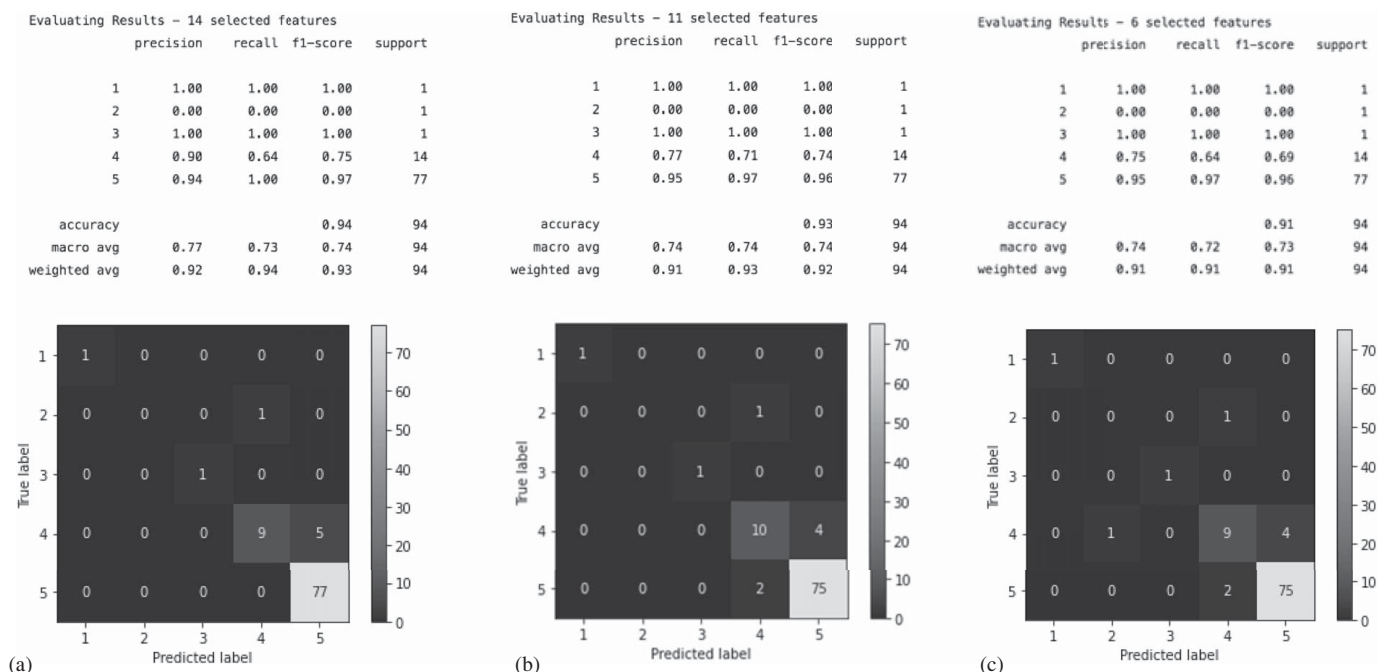 Evaluating Results - 14 selected features
precision recall f1-score support
1 1.00 1.00 1.00 1
2 0.00 0.00 0.00 1
3 1.00 1.00 1.00 1
4 0.90 0.64 0.75 14
5 0.94 1.00 0.97 77
accuracy 0.94 94
macro avg 0.77 0.73 0.74 94
weighted avg 0.92 0.94 0.93 94
True label
1 1 0 0 0 0
2 0 0 0 1 0
3 0 0 1 0 0
4 0 0 0 9 5
5 0 0 0 0 77
1 2 3 4 5
Predicted label
70
60
50
40
30
20
10
0
(a)
Evaluating Results - 11 selected features
precision recall f1-score support
1 1.00 1.00 1.00 1
2 0.00 0.00 0.00 1
3 1.00 1.00 1.00 1
4 0.77 0.71 0.74 14
5 0.95 0.97 0.96 77
accuracy 0.93 94
macro avg 0.74 0.74 0.74 94
weighted avg 0.91 0.93 0.92 94
True label
1 1 0 0 0 0
2 0 0 0 1 0
3 0 0 1 0 0
4 0 0 0 10 4
5 0 0 0 2 75
1 2 3 4 5
Predicted label
70
60
50
40
30
20
10
0
(b)
Evaluating Results - 6 selected features
precision recall f1-score support
1 1.00 1.00 1.00 1
2 0.00 0.00 0.00 1
3 1.00 1.00 1.00 1
4 0.75 0.64 0.69 14
5 0.95 0.97 0.96 77
accuracy 0.91 94
macro avg 0.74 0.72 0.73 94
weighted avg 0.91 0.91 0.91 94
True label
1 1 0 0 0 0
2 0 0 0 1 0
3 0 0 1 0 0
4 0 1 0 9 4
5 0 0 0 2 75
1 2 3 4 5
Predicted label
70
60
50
40
30
20
10
0
(c)